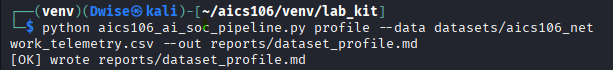 ┌──(venv)(Dwise㉿kali)-[~/aics106/venv/lab_kit]
└─$ python aics106_ai_soc_pipeline.py profile --data datasets/aics106_net
work_telemetry.csv --out reports/dataset_profile.md
[OK] wrote reports/dataset_profile.md